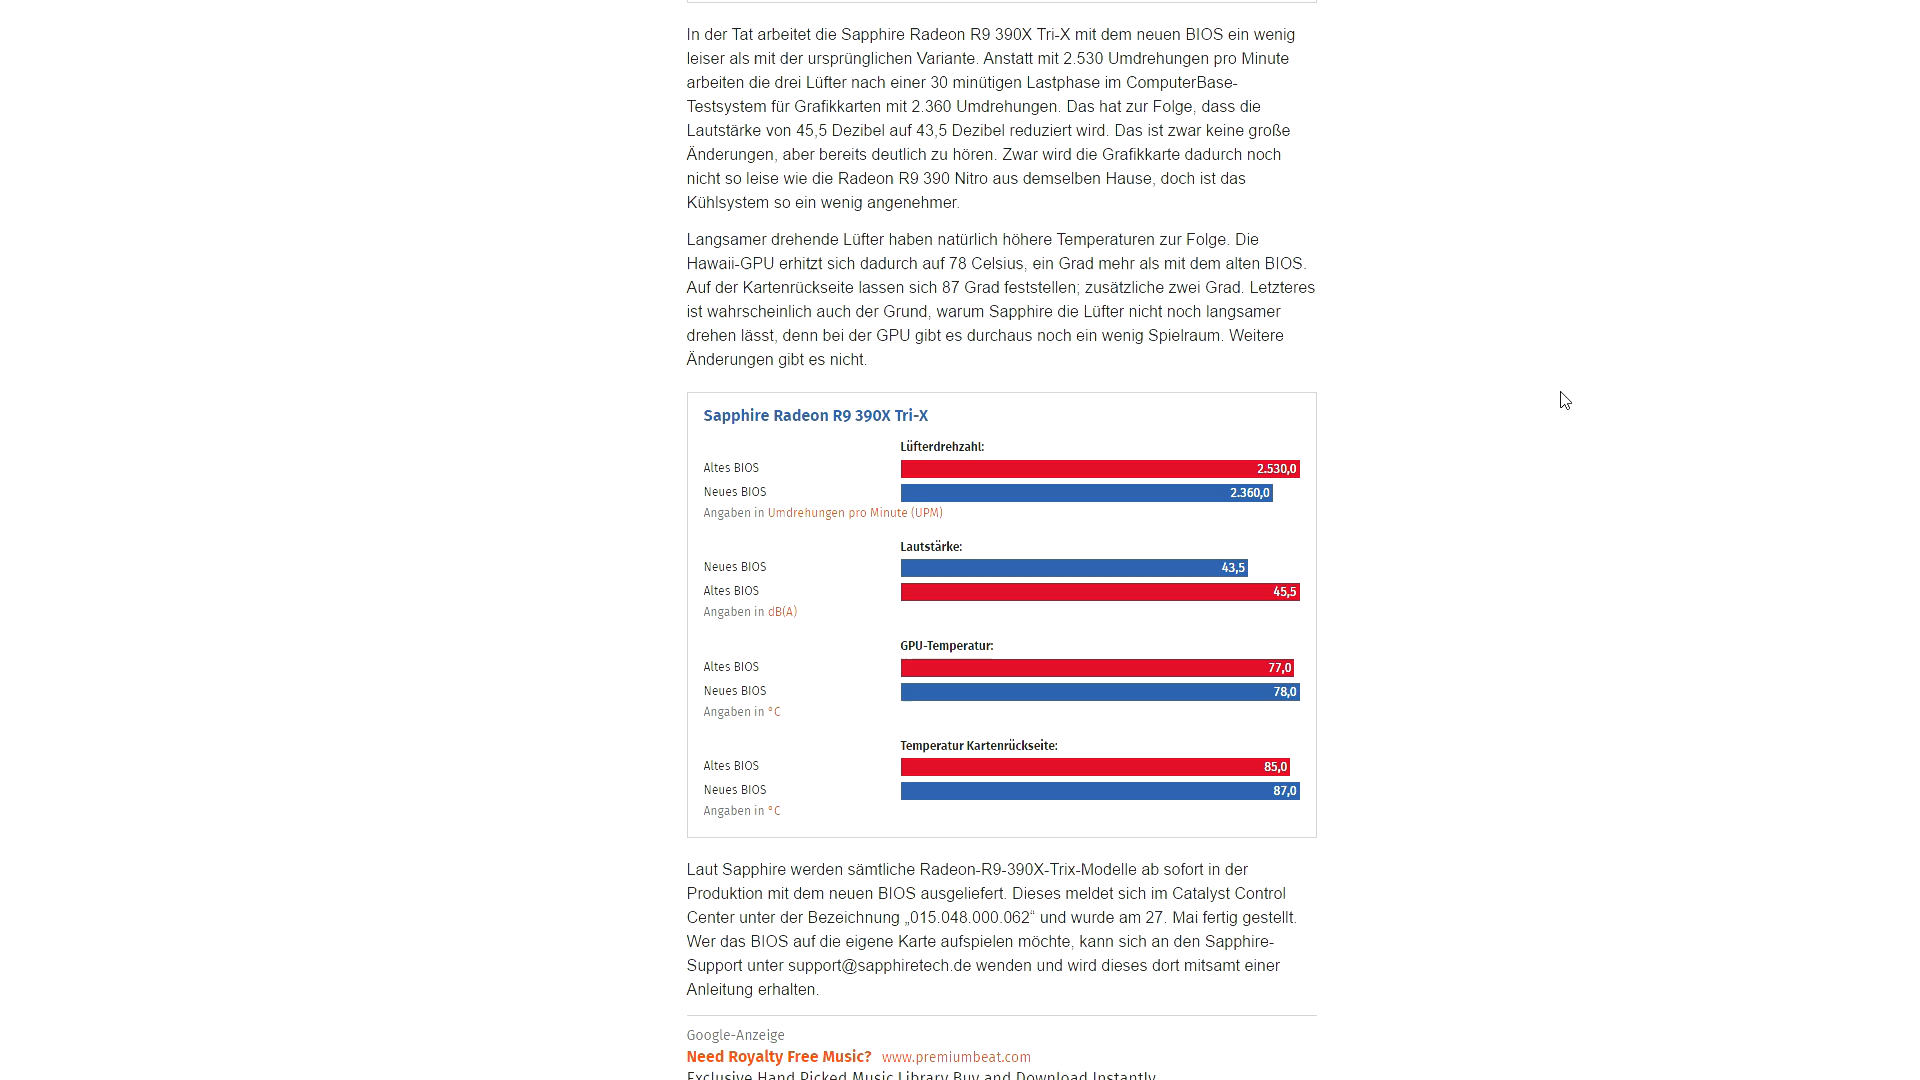 In der Tat arbeitet die Sapphire Radeon R9 390X Tri-X mit dem neuen BIOS ein wenig
leiser als mit der ursprünglichen Variante. Anstatt mit 2.530 Umdrehungen pro Minute
arbeiten die drei Lüfter nach einer 30 minütigen Lastphase im ComputerBase-
Testsystem für Grafikkarten mit 2.360 Umdrehungen. Das hat zur Folge, dass die
Lautstärke von 45,5 Dezibel auf 43,5 Dezibel reduziert wird. Das ist zwar keine große
Änderungen, aber bereits deutlich zu hören. Zwar wird die Grafikkarte dadurch noch
nicht so leise wie die Radeon R9 390 Nitro aus demselben Hause, doch ist das
Kühlsystem so ein wenig angenehmer.
Langsamer drehende Lüfter haben natürlich höhere Temperaturen zur Folge. Die
Hawaii-GPU erhitzt sich dadurch auf 78 Celsius, ein Grad mehr als mit dem alten BIOS.
Auf der Kartenrückseite lassen sich 87 Grad feststellen; zusätzliche zwei Grad. Letzteres
ist wahrscheinlich auch der Grund, warum Sapphire die Lüfter nicht noch langsamer
drehen lässt, denn bei der GPU gibt es durchaus noch ein wenig Spielraum. Weitere
Änderungen gibt es nicht.
Sapphire Radeon R9 390X Tri-X
Lüfterdrehzahl:
Altes BIOS 2.530,0
Neues BIOS 2.360,0
Angaben in Umdrehungen pro Minute (UPM)
Lautstärke:
Neues BIOS 43,5
Altes BIOS 45,5
Angaben in dB(A)
GPU-Temperatur:
Altes BIOS 77,0
Neues BIOS 78,0
Angaben in °C
Temperatur Kartenrückseite:
Altes BIOS 85,0
Neues BIOS 87,0
Angaben in °C
Laut Sapphire werden sämtliche Radeon-R9-390X-Trix-Modelle ab sofort in der
Produktion mit dem neuen BIOS ausgeliefert. Dieses meldet sich im Catalyst Control
Center unter der Bezeichnung „015.048.000.062“ und wurde am 27. Mai fertig gestellt.
Wer das BIOS auf die eigene Karte aufspielen möchte, kann sich an den Sapphire-
Support unter support@sapphiretech.de wenden und wird dieses dort mitsamt einer
Anleitung erhalten.
Google-Anzeige
Need Royalty Free Music? www.premiumbeat.com
Exclusive Hand Picked Music Library Buy and Download Instantly